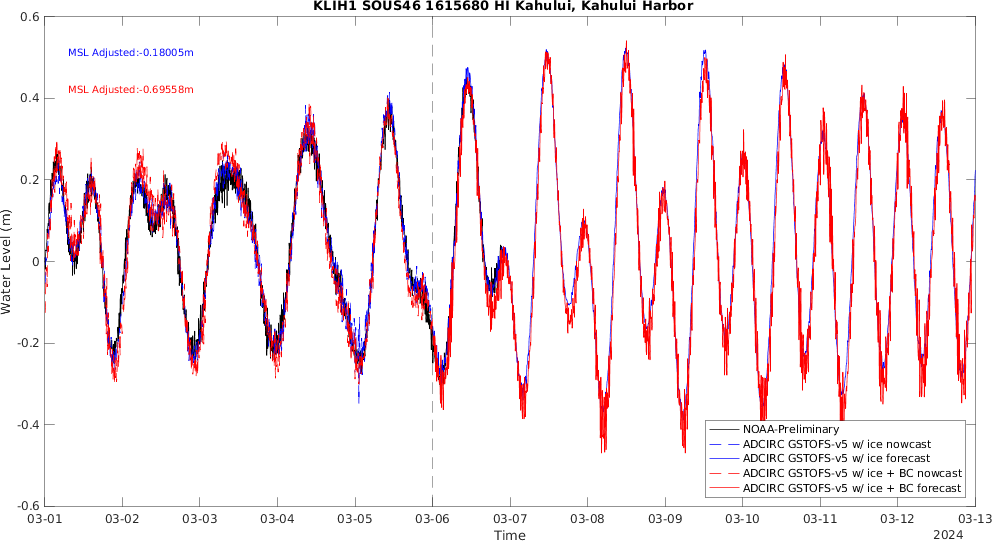 KLIH1 SOUS46 1615680 HI Kahului, Kahului Harbor
MSL Adjusted:-0.18005m
MSL Adjusted:-0.69558m
Water Level (m)
0.6
0.4
0.2
0
-0.2
-0.4
-0.6
NOAA-Preliminary
ADCIRC GSTOFS-v5 w/ ice nowcast
ADCIRC GSTOFS-v5 w/ ice forecast
ADCIRC GSTOFS-v5 w/ ice + BC nowcast
ADCIRC GSTOFS-v5 w/ ice + BC forecast
03-01 03-02 03-03 03-04 03-05 03-06 03-07 03-08 03-09 03-10 03-11 03-12 03-13
Time
2024